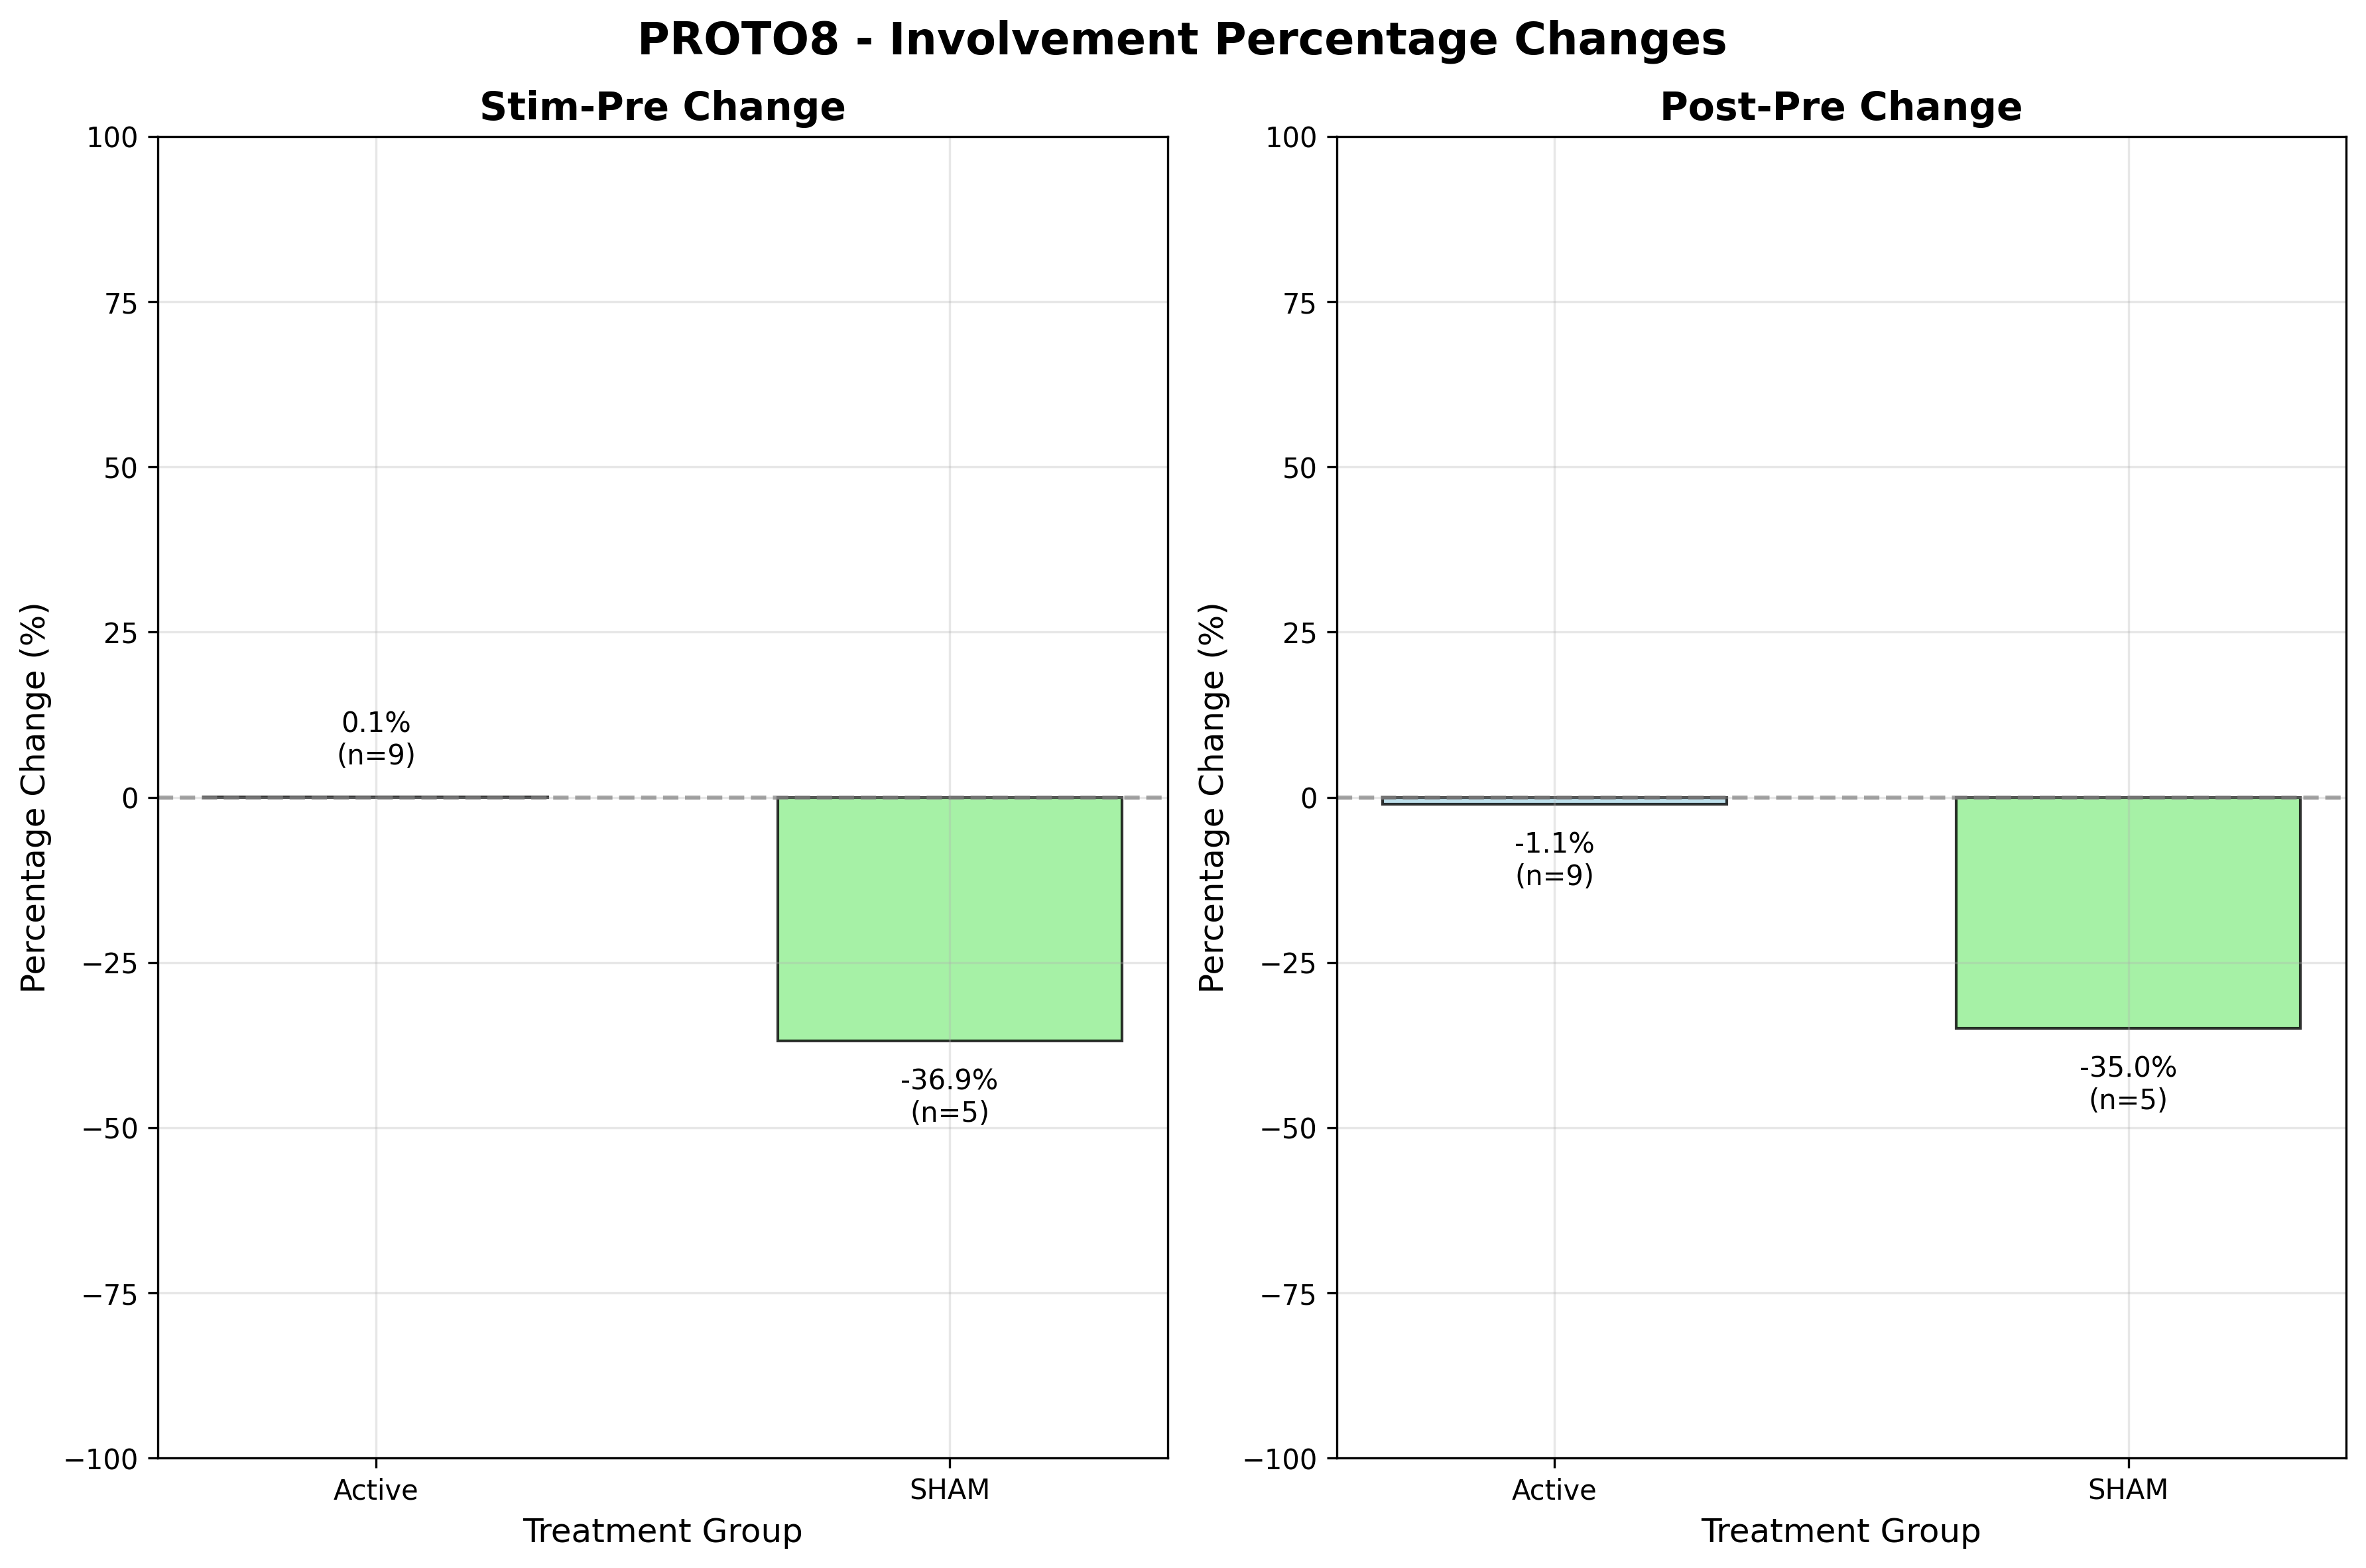 PROTO8 - Involvement Percentage Changes
Stim-Pre Change
Percentage Change (%)
100
75
50
25
0
−25
−50
−75
−100
0.1%
(n=9)
-36.9%
(n=5)
Active
SHAM
Treatment Group
Post-Pre Change
Percentage Change (%)
100
75
50
25
0
−25
−50
−75
−100
-1.1%
(n=9)
-35.0%
(n=5)
Active
SHAM
Treatment Group